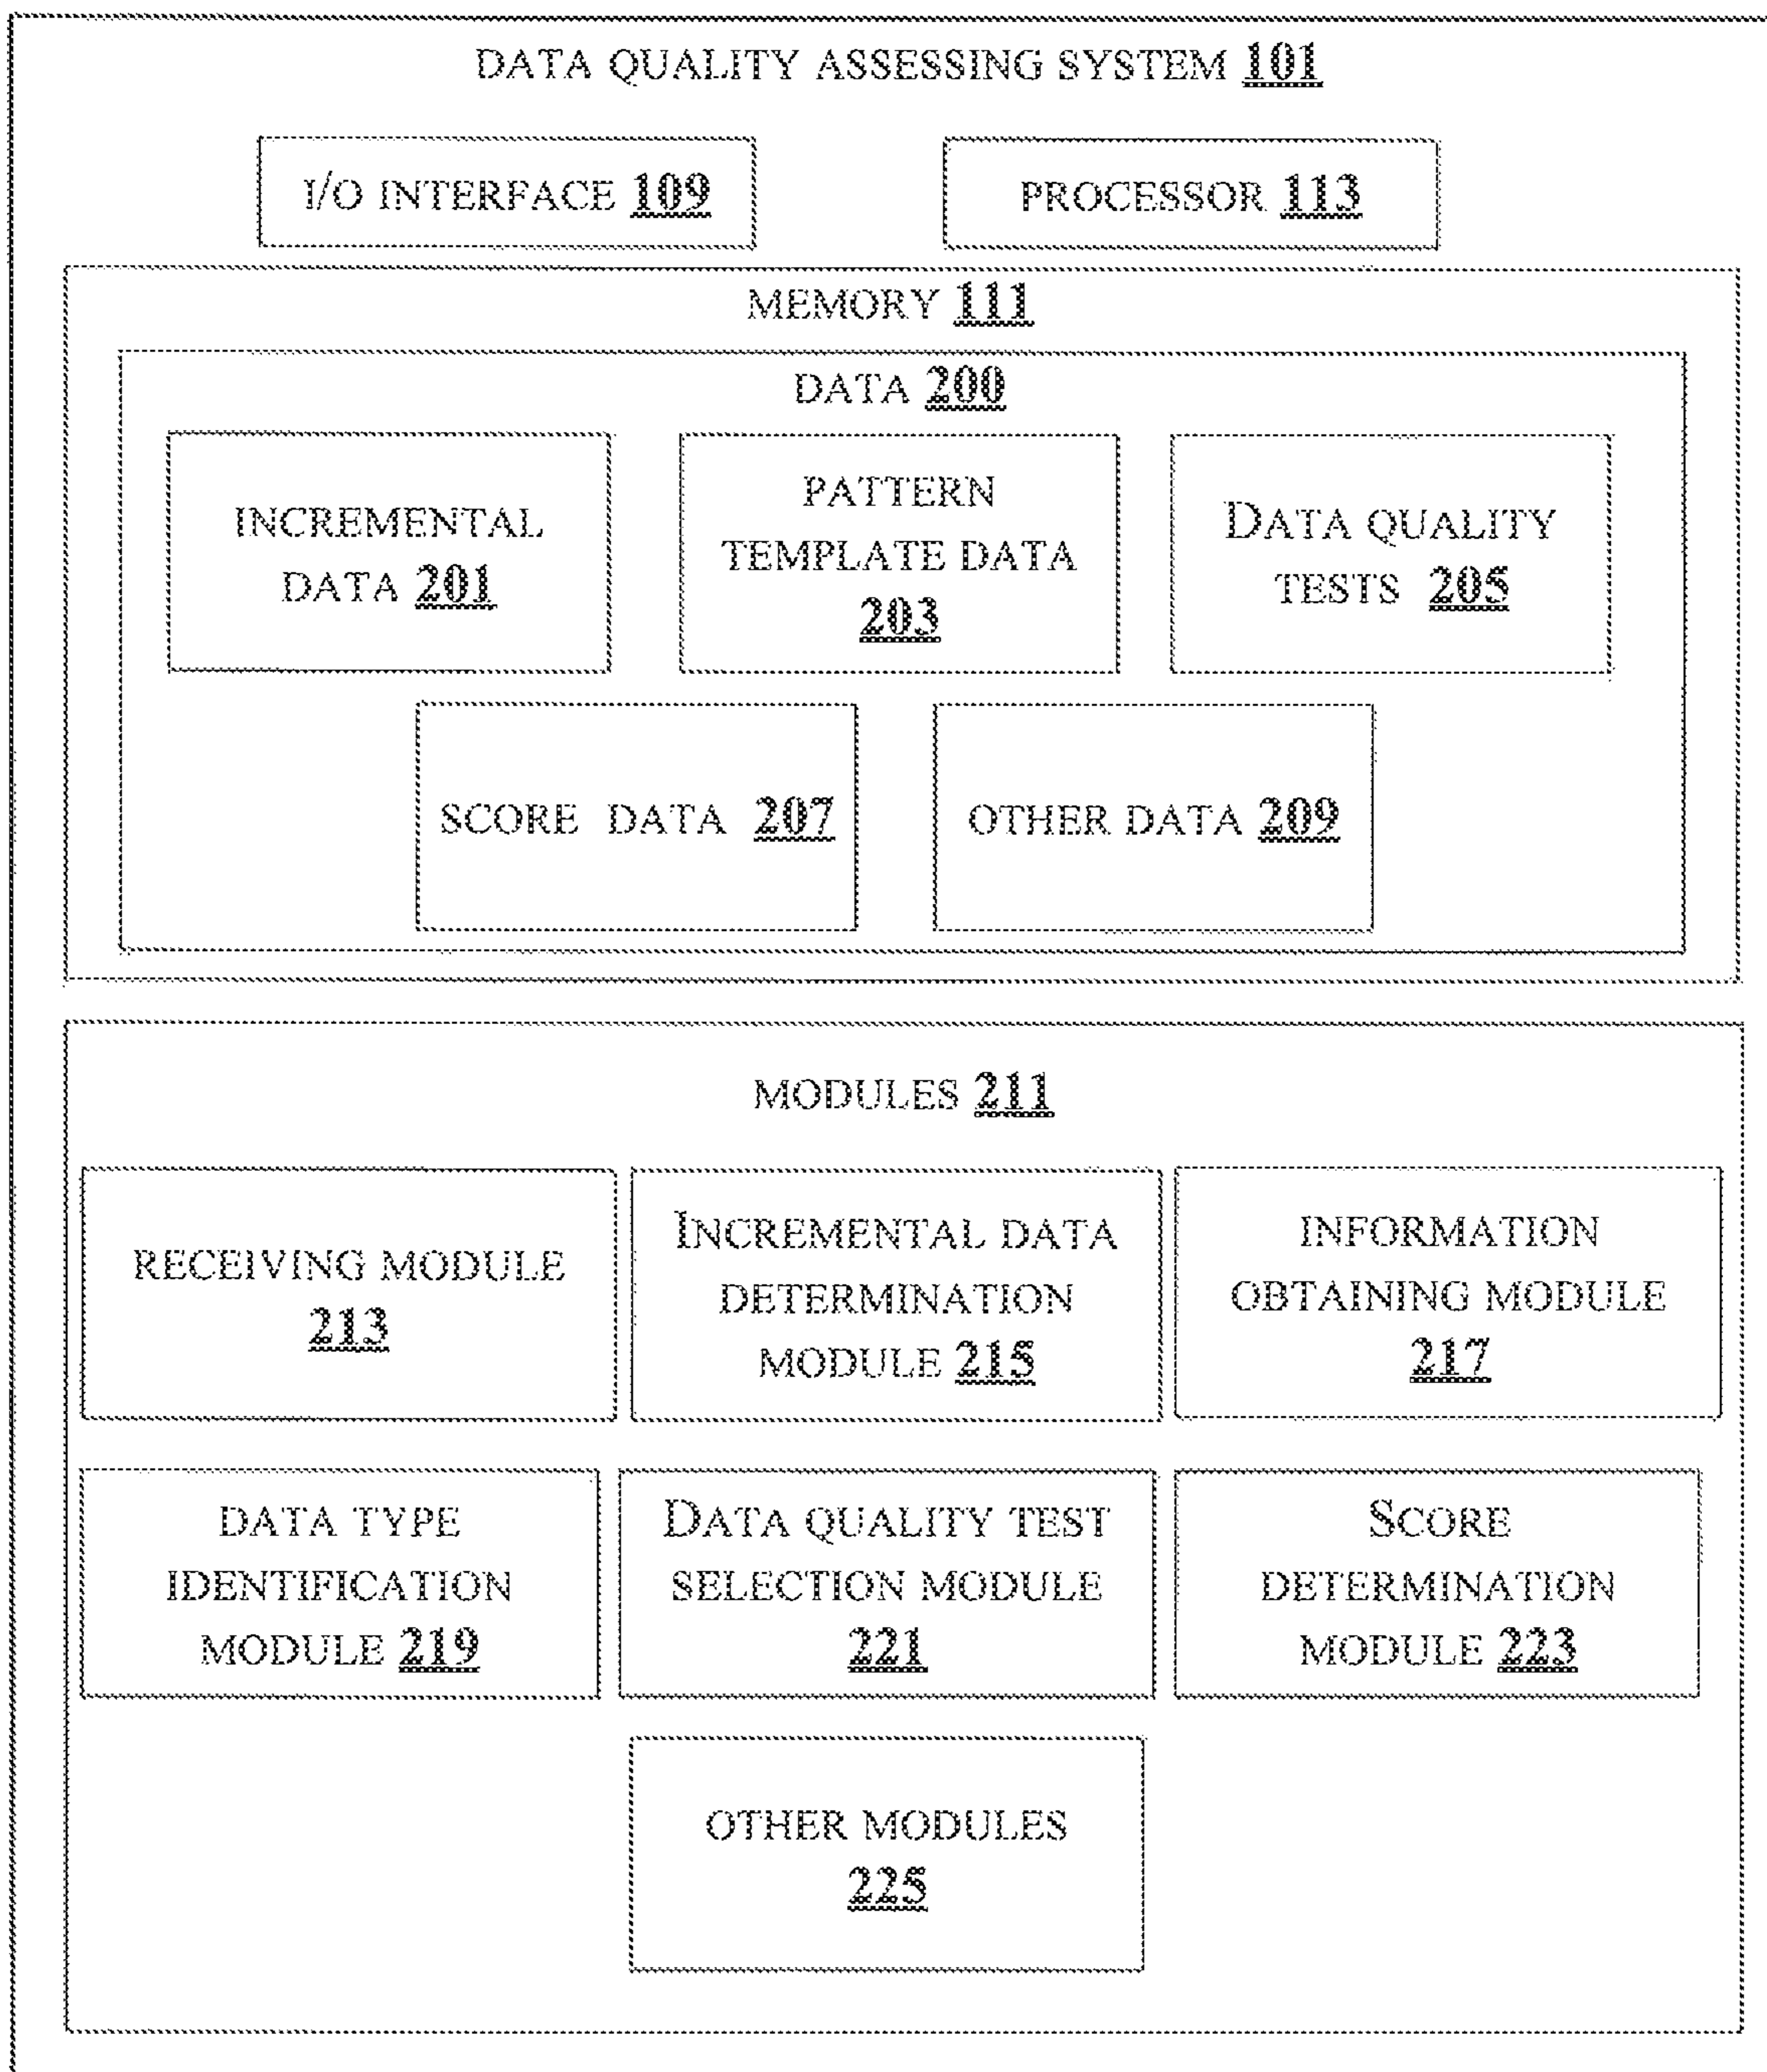 DATA QUALITY ASSESSING SYSTEM 101
I/O INTERFACE 109
PROCESSOR 113
MEMORY 111
DATA 200
INCREMENTAL
DATA 201
PATTERN
TEMPLATE DATA
203
DATA QUALITY
TESTS 205
SCORE DATA 207
OTHER DATA 209
MODULES 211
RECEIVING MODULE
213
INCREMENTAL DATA
DETERMINATION
MODULE 215
INFORMATION
OBTAINING MODULE
217
DATA TYPE
IDENTIFICATION
MODULE 219
DATA QUALITY TEST
SELECTION MODULE
221
SCORE
DETERMINATION
MODULE 223
OTHER MODULES
225